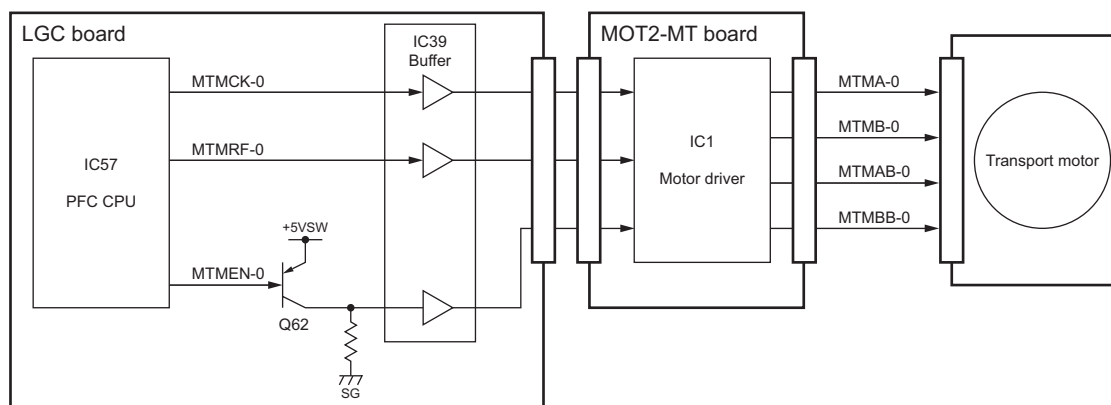 LGC board
IC39
Buffer
MTMCK-0
MTMRF-0
IC57
PFC CPU
+5VSW
MTMEN-0
Q62
SG
MOT2-MT board
IC1
Motor driver
MTMA-0
MTMB-0
MTMAB-0
MTMBB-0
Transport motor